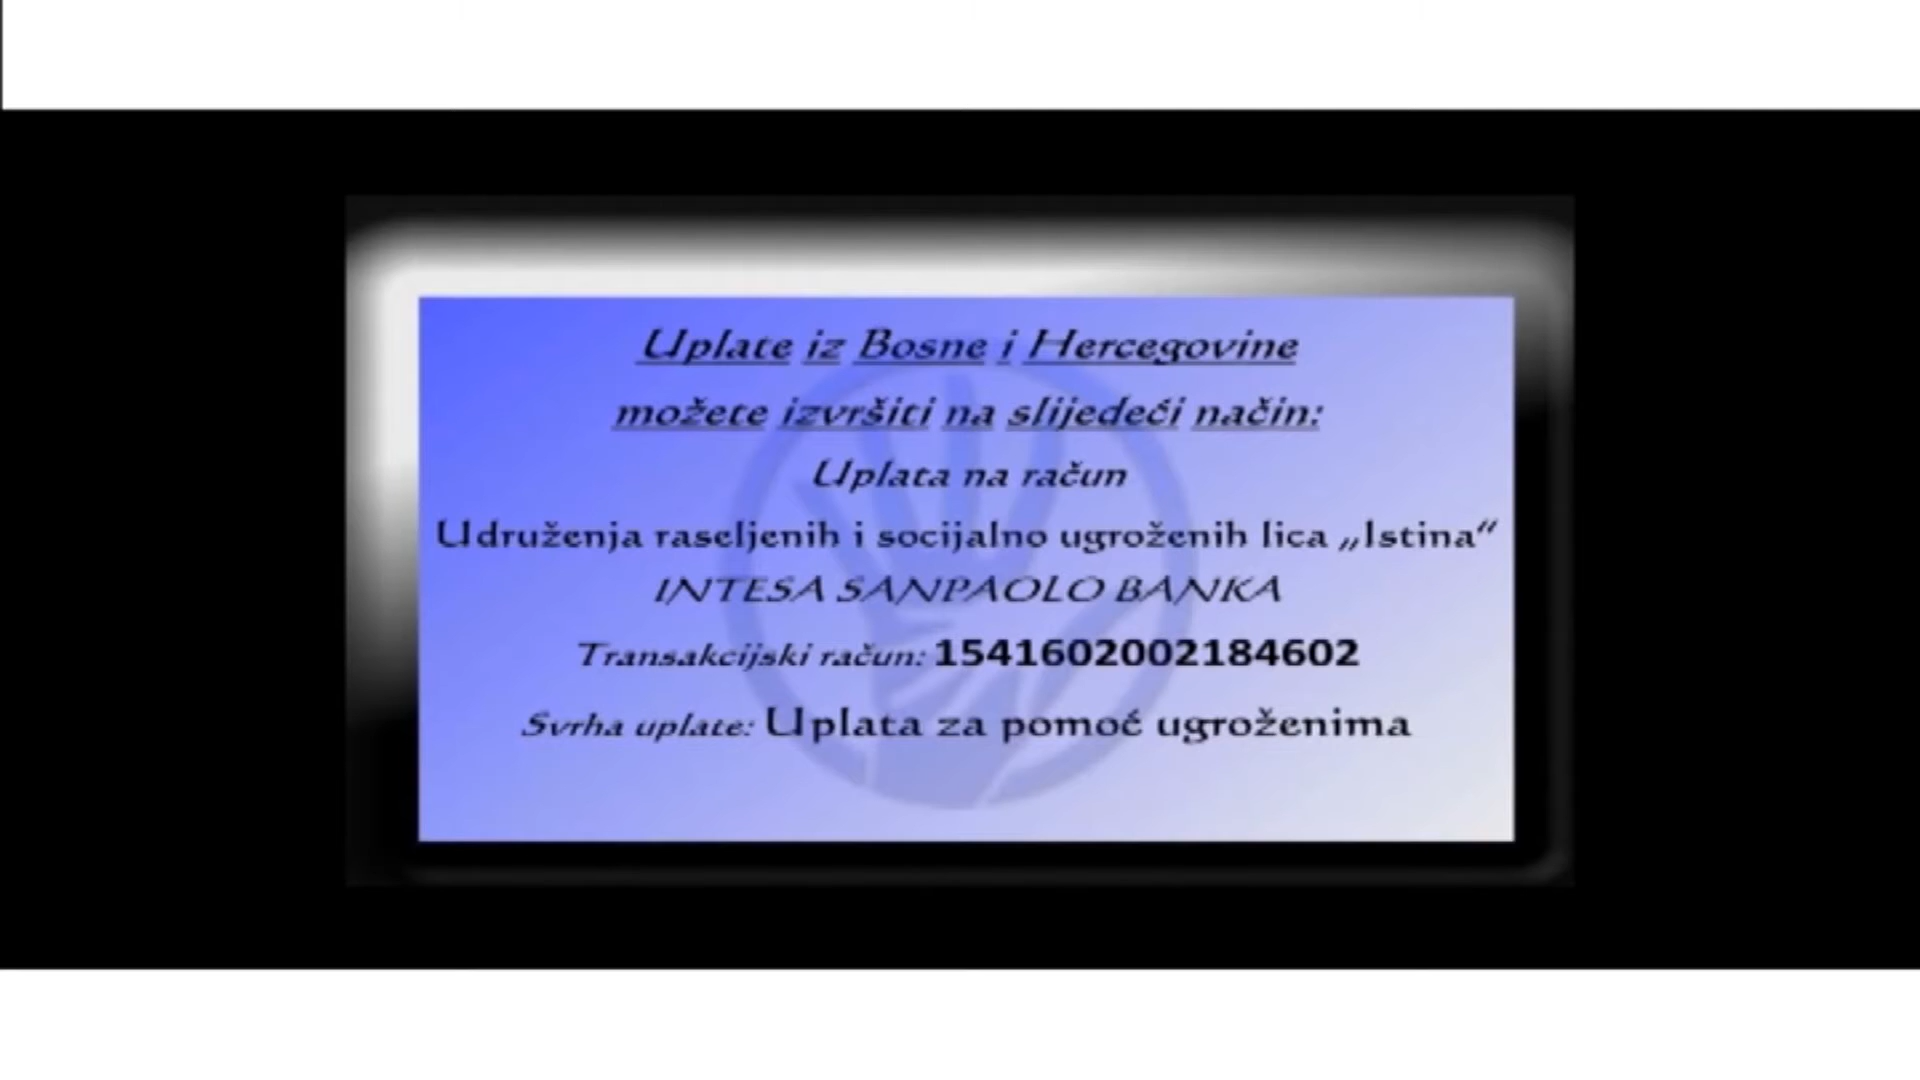 Uplate iz Bosne i Hercegovine
možete izvršiti na slijedeći način:
Uplata na račun
Udruženja raseljenih i socijalno ugroženih lica „Istina“
INTESA SANPAOLO BANKA
Transakcijski račun: 1541602002184602
Svrha uplate: Uplata za pomoć ugroženima